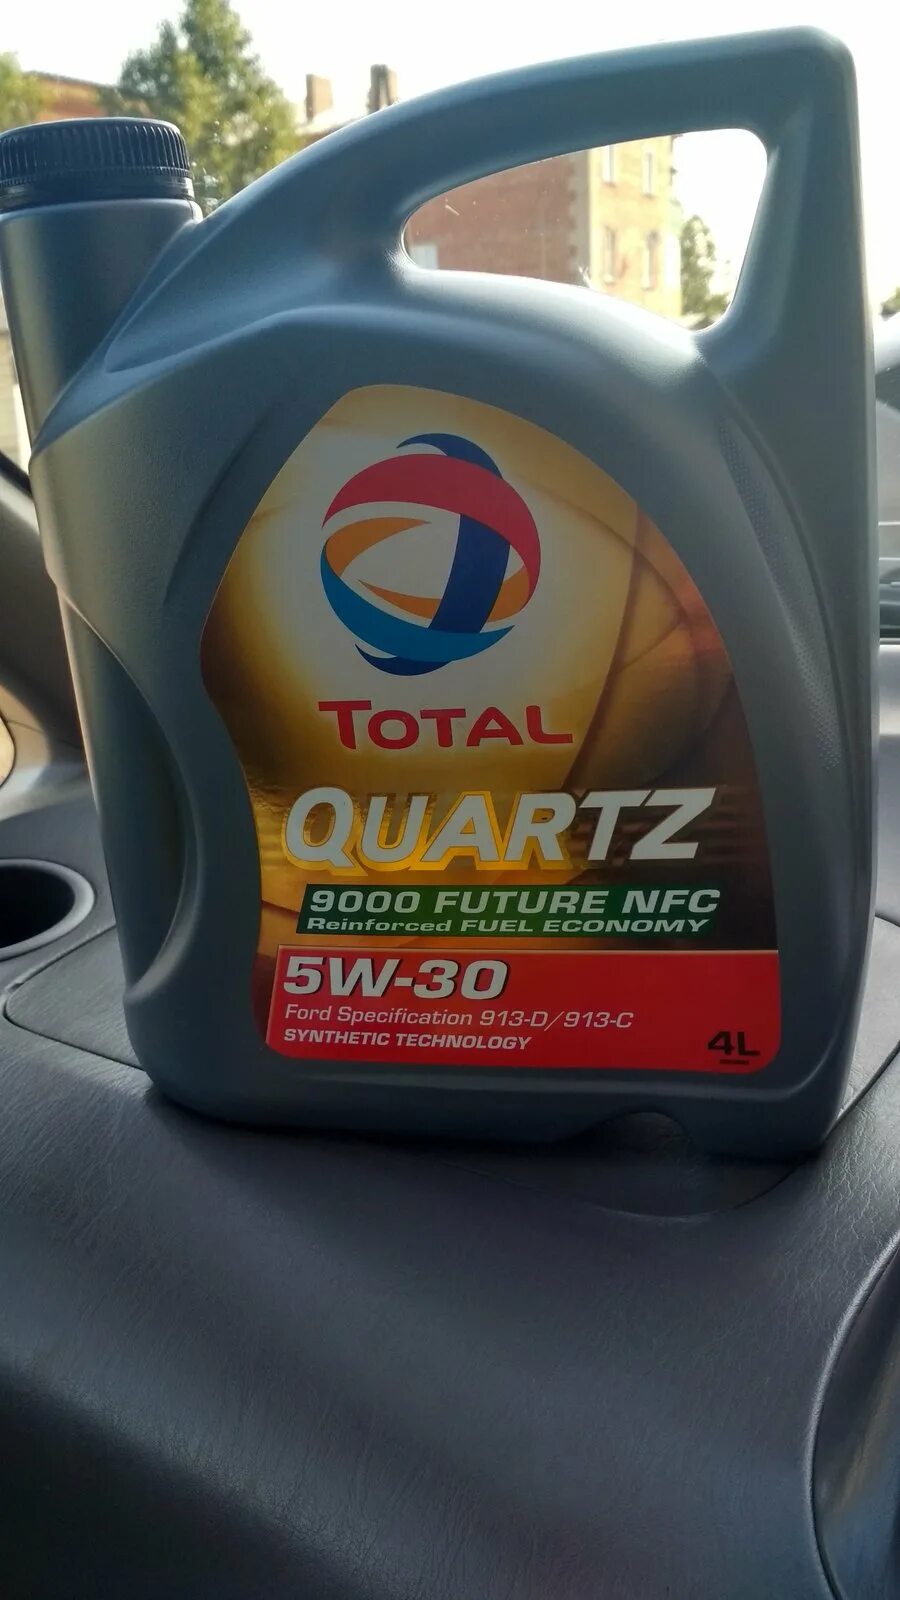 TOTAL
QUARTZ
9000 FUTURE NFC
Reinforced FUEL ECONOMY
5W-30
Ford Specification 913-D/913-C
SYNTHETIC TECHNOLOGY
4L